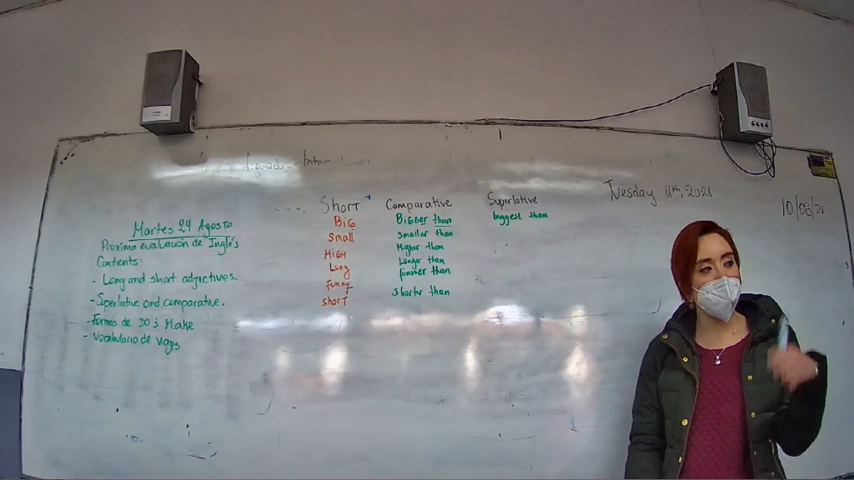 Tuesday 11th, 2021
10/08/21
Martes 24 Agosto
Próxima evaluación de Inglés
Contents:
- Long and short adjectives.
- Superlative and comparative.
- Formas de DO y Make
- Vocabulario de viajes
Short Comparative Superlative
BIG Bigger than biggest than
small smaller than
HIGH Higher than
Long Longer than
Funny funnier than
short shorter than